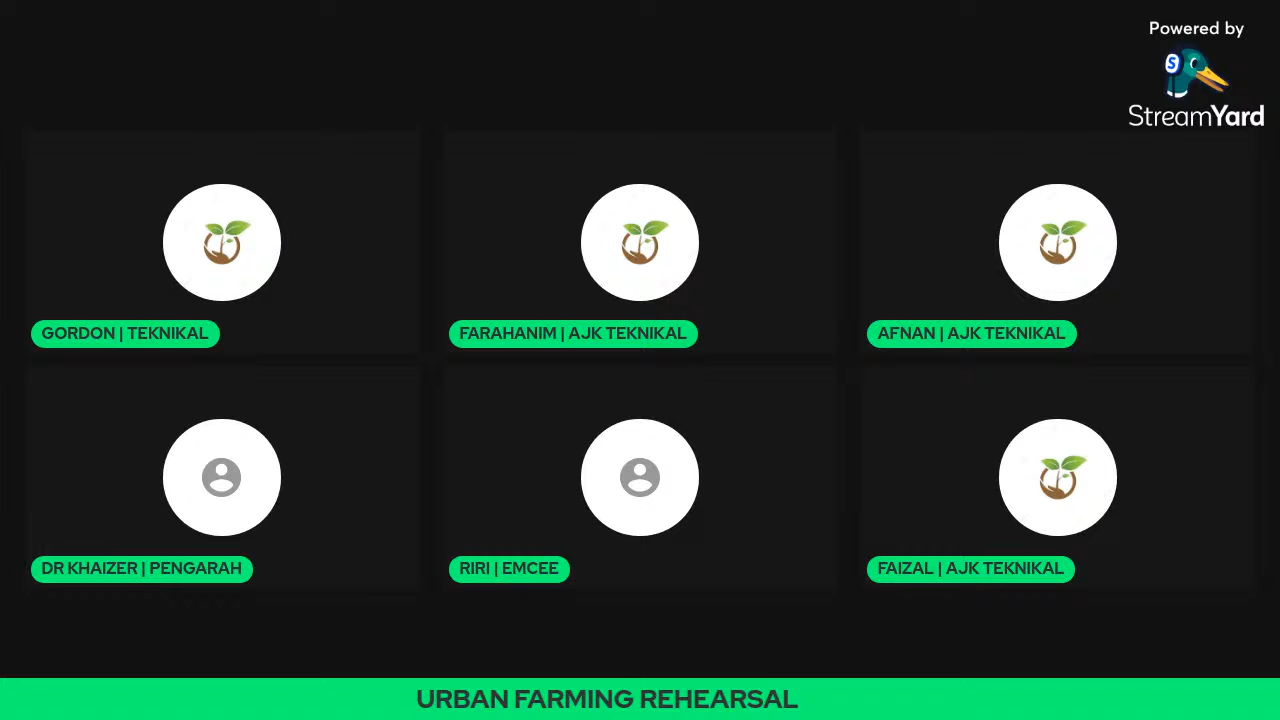 Powered by
StreamYard
GORDON | TEKNIKAL
FARAHANIM | AJK TEKNIKAL
AFNAN | AJK TEKNIKAL
DR KHAIZER | PENGARAH
RIRI | EMCEE
FAIZAL | AJK TEKNIKAL
URBAN FARMING REHEARSAL